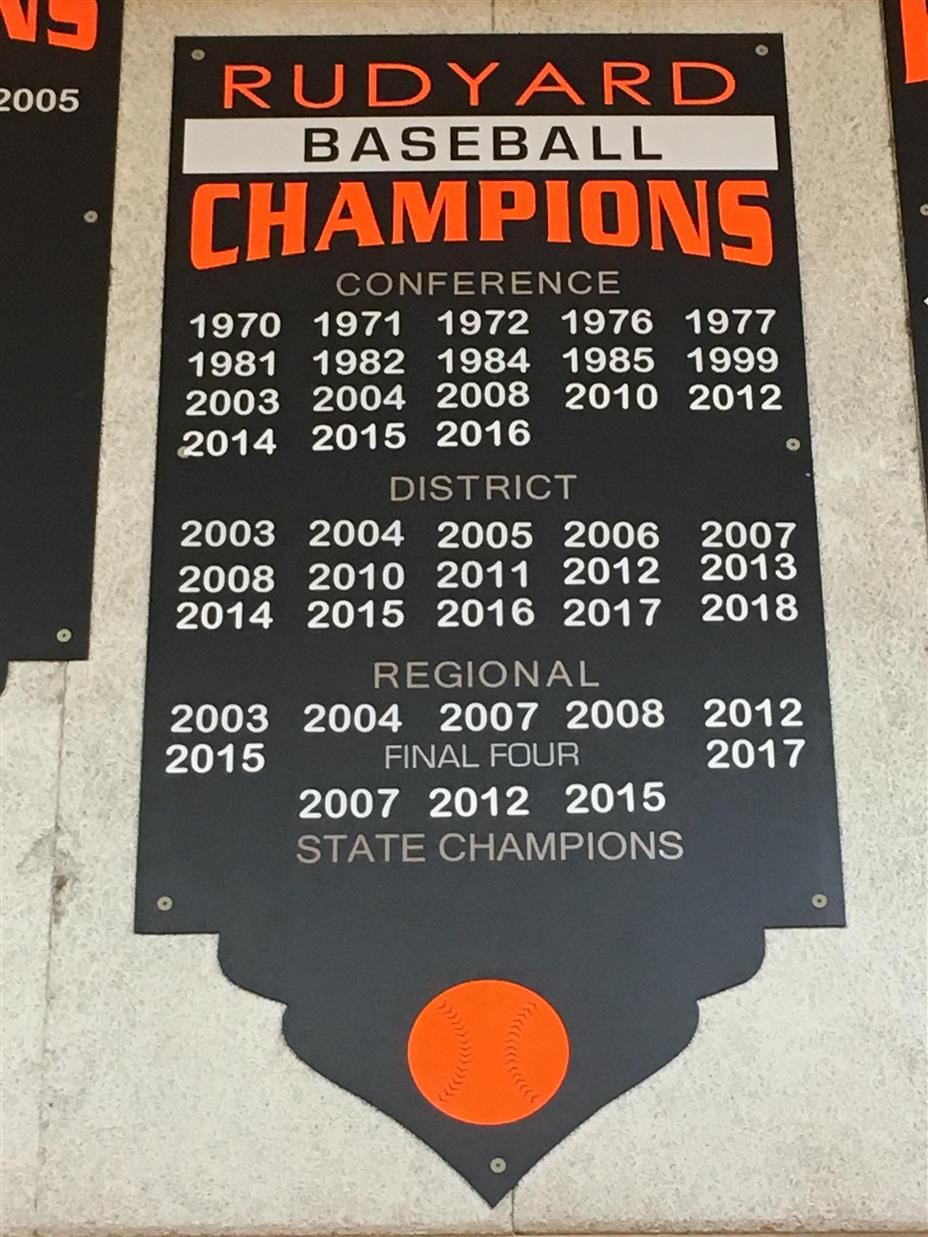 NS
2005
RUDYARD
BASEBALL
CHAMPIONS
CONFERENCE
1970 1971 1972 1976 1977
1981 1982 1984 1985 1999
2003 2004 2008 2010 2012
2014 2015 2016
DISTRICT
2003 2004 2005 2006 2007
2008 2010 2011 2012 2013
2014 2015 2016 2017 2018
REGIONAL
2003 2004 2007 2008 2012
2015 FINAL FOUR 2017
2007 2012 2015
STATE CHAMPIONS